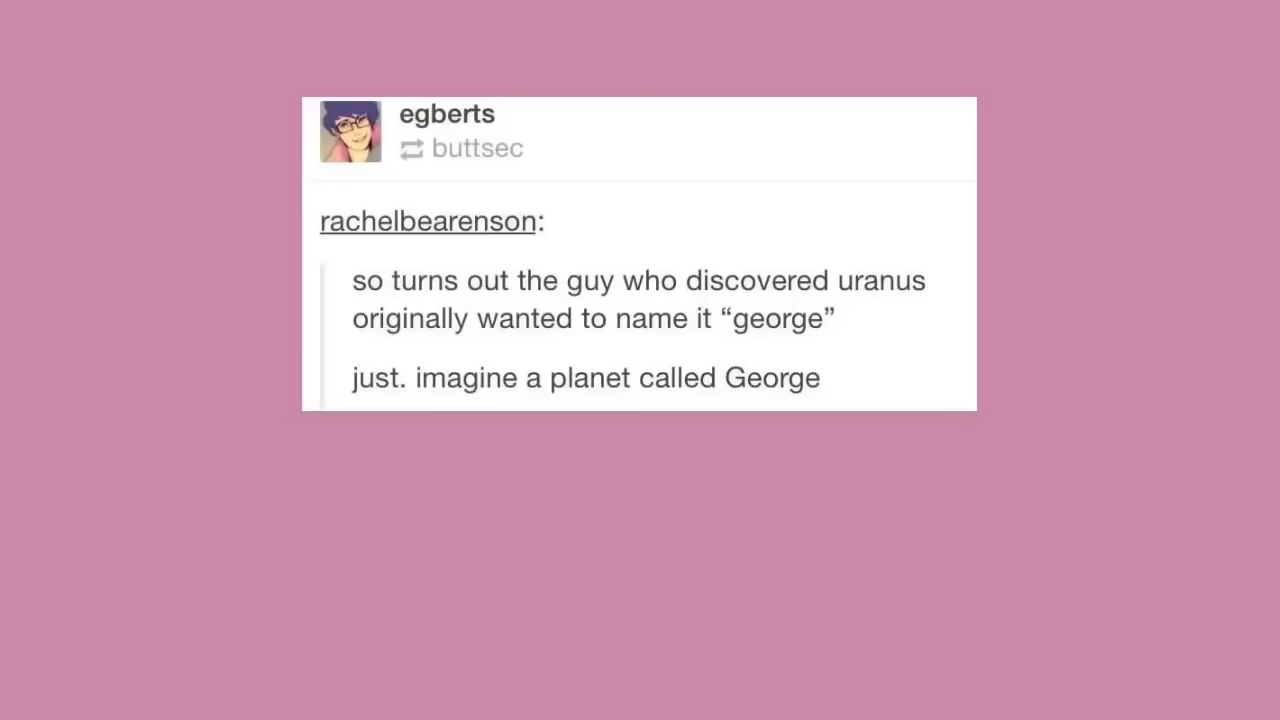 egberts
buttsec
rachelbearenson:
so turns out the guy who discovered uranus
originally wanted to name it “george”
just. imagine a planet called George